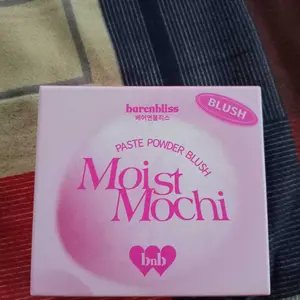 barenbliss
베어앤블리스
BLUSH
PASTE POWDER BLUSH
Moist
Mochi
bnb